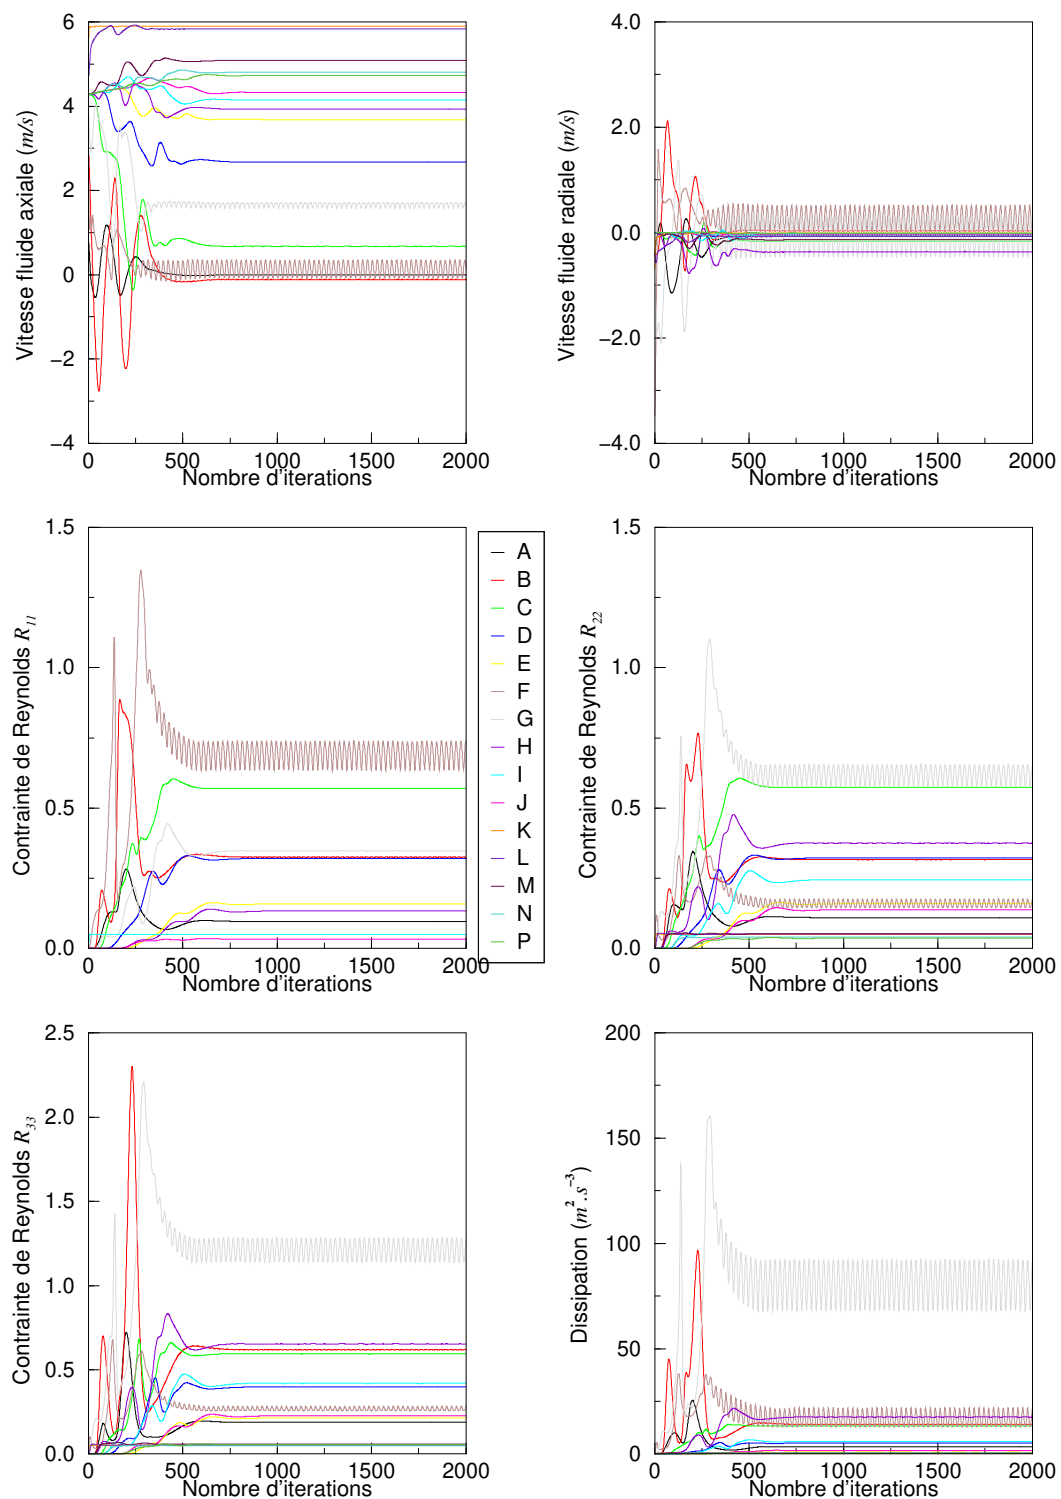 Vitesse fluide axiale (m/s)
6
4
2
0
−2
−4
0 500 1000 1500 2000
Nombre d'iterations
Vitesse fluide radiale (m/s)
4.0
2.0
0.0
−2.0
−4.0
0 500 1000 1500 2000
Nombre d'iterations
Contrainte de Reynolds R11
1.5
1.0
0.5
0.0
0 500 1000 1500 2000
Nombre d'iterations
A
B
C
D
E
F
G
H
I
J
K
L
M
N
P
Contrainte de Reynolds R22
1.5
1.0
0.5
0.0
0 500 1000 1500 2000
Nombre d'iterations
Contrainte de Reynolds R33
2.5
2.0
1.5
1.0
0.5
0.0
0 500 1000 1500 2000
Nombre d'iterations
Dissipation (m².s⁻³)
200
150
100
50
0
0 500 1000 1500 2000
Nombre d'iterations